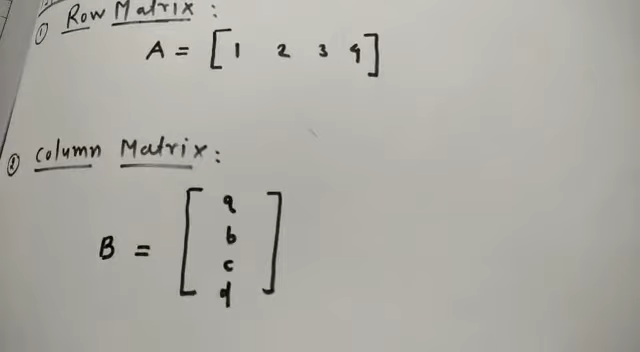 ① Row Matrix :
A = [ 1 2 3 4 ]
② Column Matrix :
B = [ a
b
c
d ]